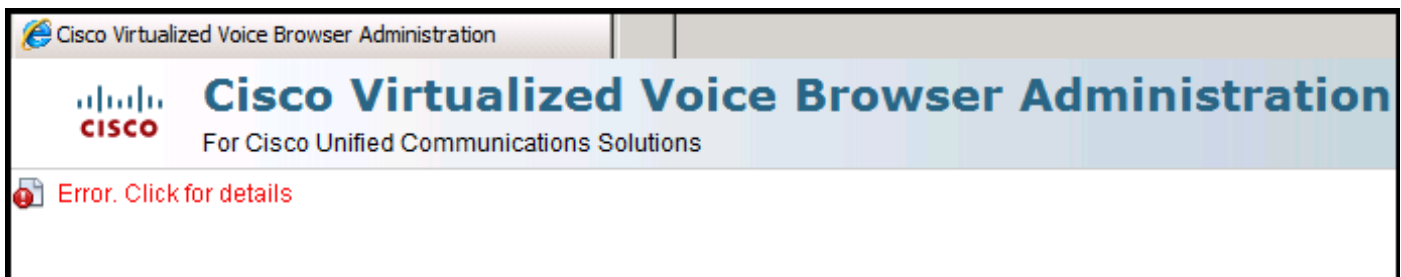 Cisco Virtualized Voice Browser Administration
CISCO
Cisco Virtualized Voice Browser Administration
For Cisco Unified Communications Solutions
Error. Click for details